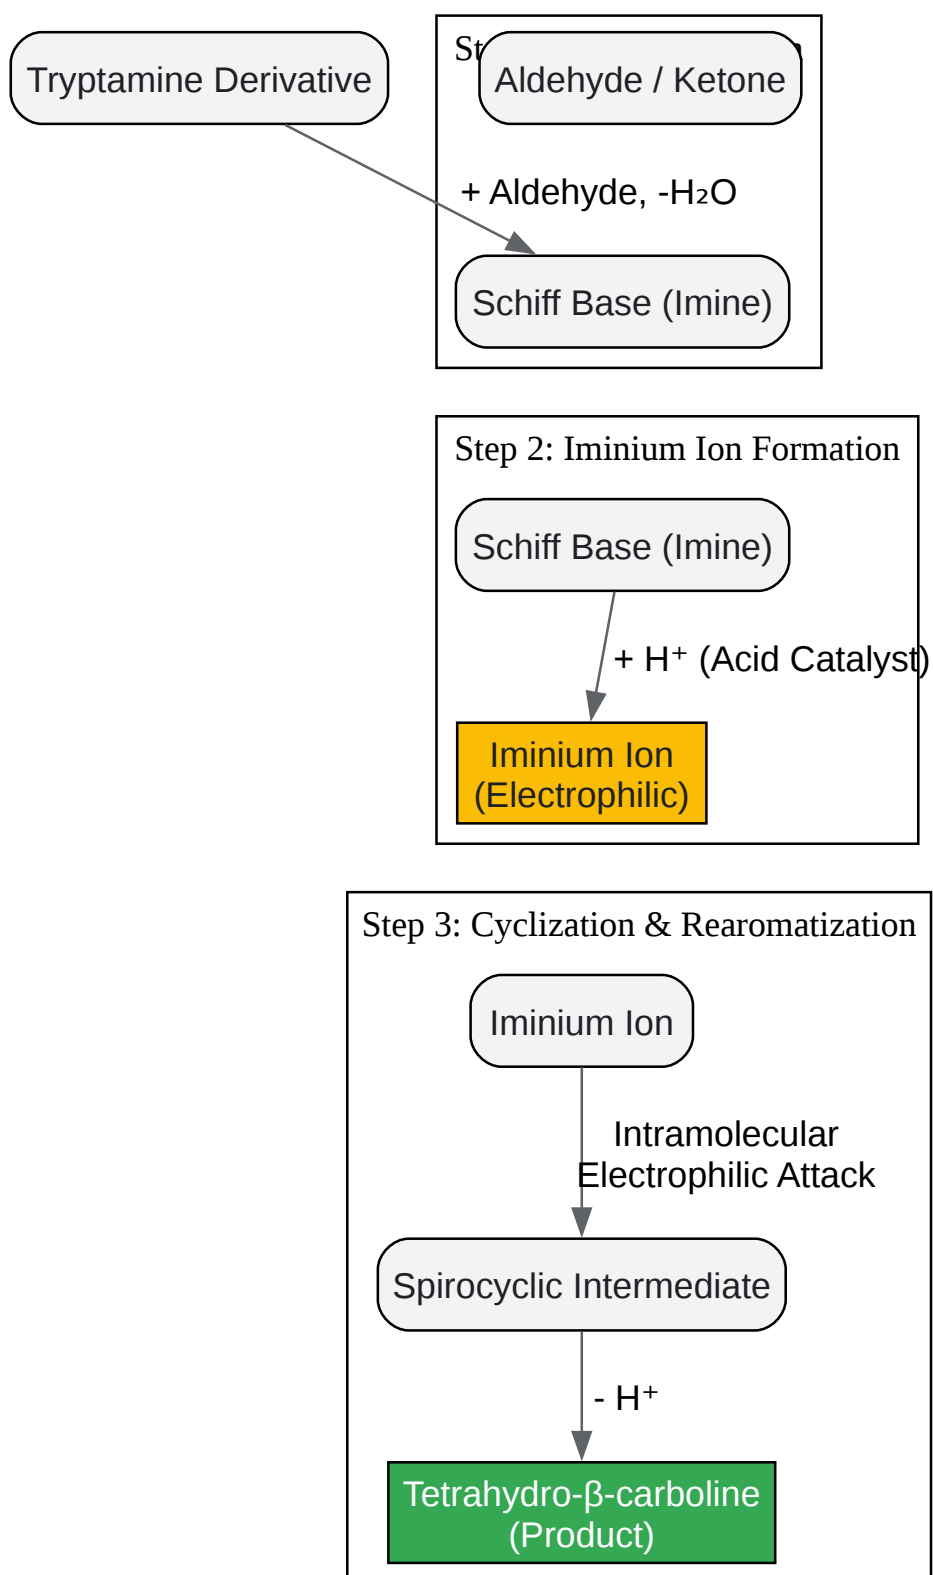 Tryptamine Derivative
Aldehyde / Ketone
+ Aldehyde, -H₂O
Schiff Base (Imine)
Step 2: Iminium Ion Formation
Schiff Base (Imine)
+ H⁺ (Acid Catalyst)
Iminium Ion
(Electrophilic)
Step 3: Cyclization & Rearomatization
Iminium Ion
Intramolecular
Electrophilic Attack
Spirocyclic Intermediate
- H⁺
Tetrahydro-β-carboline
(Product)